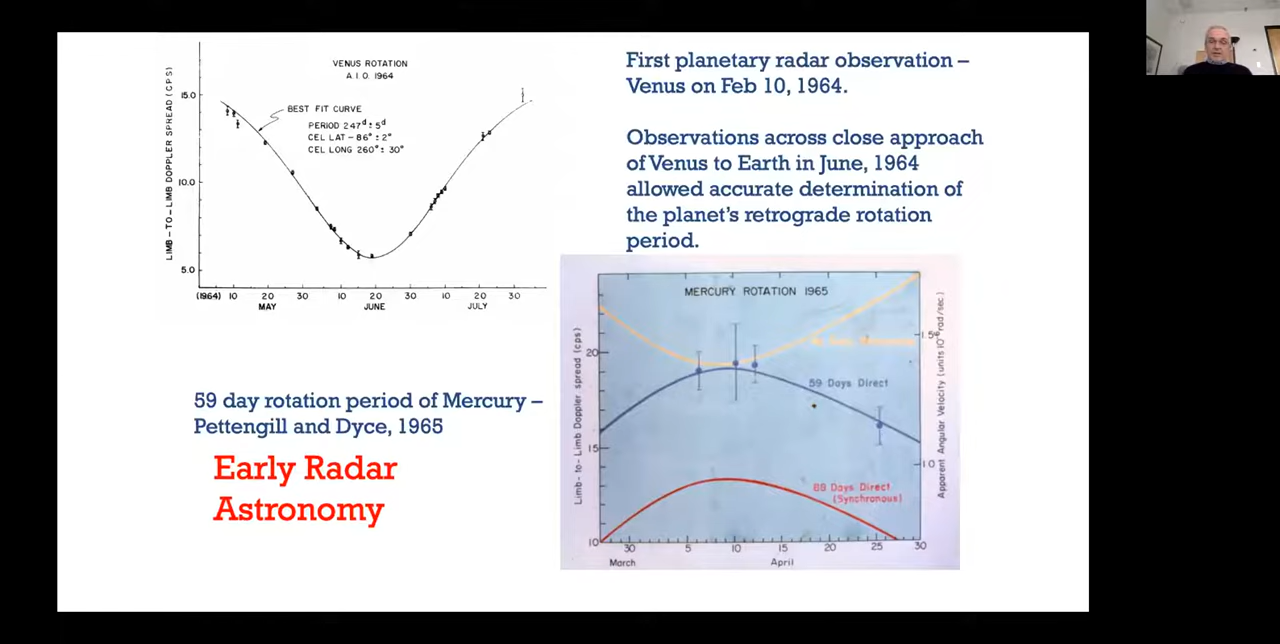 VENUS ROTATION
A.I.O. 1964
LIMB-TO-LIMB DOPPLER SPREAD (CPS)
BEST FIT CURVE
PERIOD 247ᵈ ± 5ᵈ
CEL LAT -86° ± 2°
CEL LONG 260° ± 30°
15.0
10.0
5.0
(1964) 10 20 30 10 20 30 10 20 30
MAY JUNE JULY
First planetary radar observation –
Venus on Feb 10, 1964.
Observations across close approach
of Venus to Earth in June, 1964
allowed accurate determination of
the planet's retrograde rotation
period.
59 day rotation period of Mercury –
Pettengill and Dyce, 1965
Early Radar
Astronomy
MERCURY ROTATION 1965
Limb-to-Limb Doppler spread (cps)
20
15
10
59 Days Direct
88 Days Direct
(Synchronous)
1.5
1.0
Apparent Angular Velocity (units 10 rad/sec)
30 5 10 15 20 25 30
March April